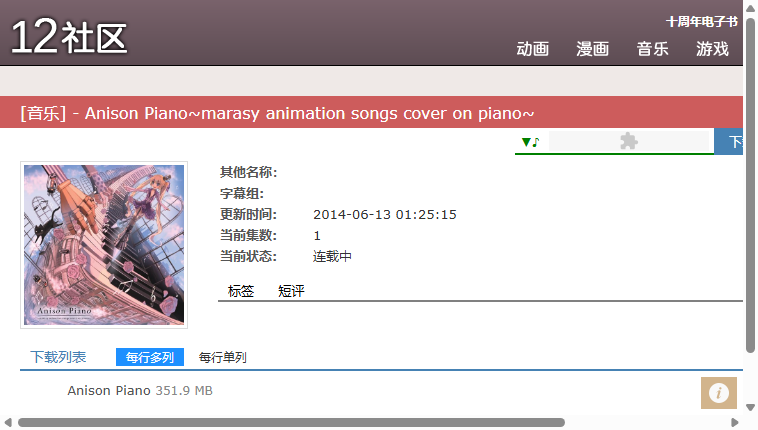 12社区
十周年电子书
动画 漫画 音乐 游戏
[音乐] - Anison Piano~marasy animation songs cover on piano~
▼♪
其他名称:
字幕组:
更新时间: 2014-06-13 01:25:15
当前集数: 1
当前状态: 连载中
标签 短评
Anison Piano
下载列表 每行多列 每行单列
Anison Piano 351.9 MB
i